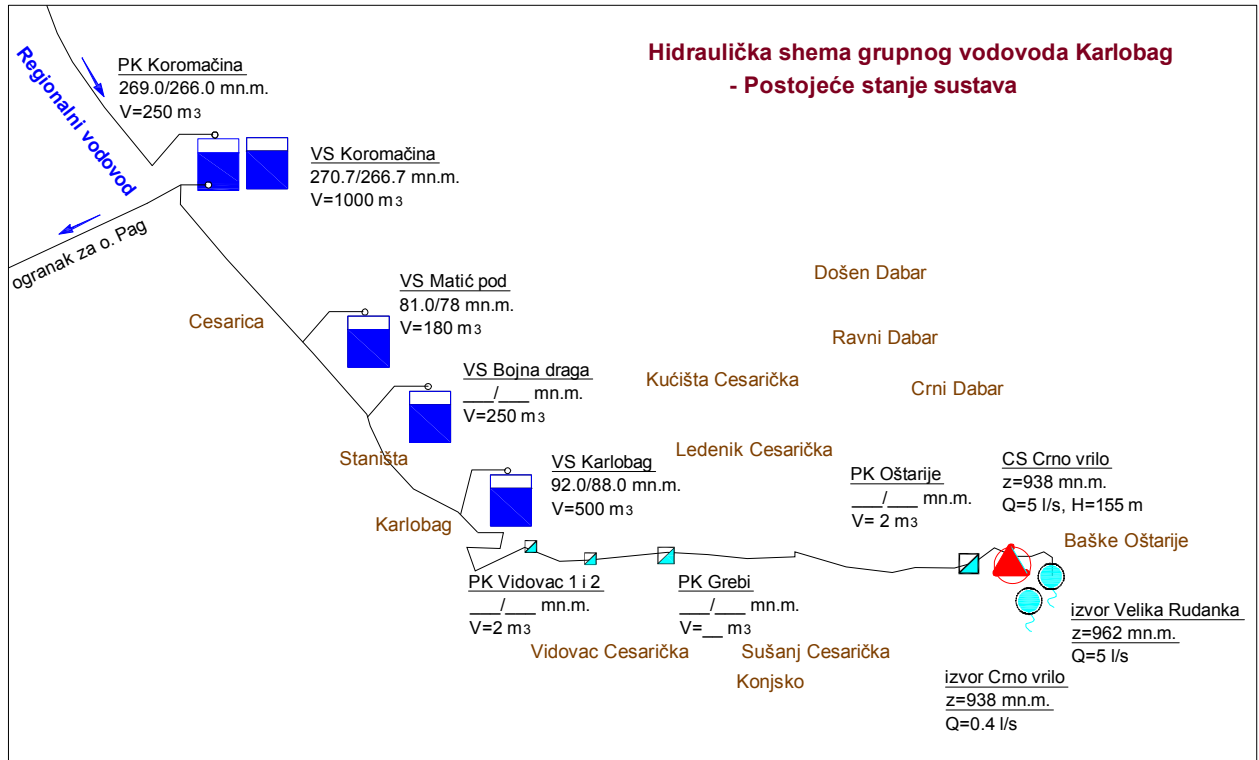 Hidraulička shema grupnog vodovoda Karlobag
- Postojeće stanje sustava
Regionalni vodovod
PK Koromačina
269.0/266.0 mn.m.
V=250 m3
VS Koromačina
270.7/266.7 mn.m.
V=1000 m3
ogranak za o. Pag
Cesarica
VS Matić pod
81.0/78 mn.m.
V=180 m3
VS Bojna draga
___/___ mn.m.
V=250 m3
Staništa
VS Karlobag
92.0/88.0 mn.m.
V=500 m3
Karlobag
Došen Dabar
Ravni Dabar
Kućišta Cesarička
Crni Dabar
Ledenik Cesarička
PK Oštarije
___/___ mn.m.
V= 2 m3
CS Crno vrilo
z=938 mn.m.
Q=5 l/s, H=155 m
Baške Oštarije
PK Vidovac 1 i 2
___/___ mn.m.
V=2 m3
PK Grebi
___/___ mn.m.
V=__ m3
Vidovac Cesarička
Sušanj Cesarička
Konjsko
izvor Velika Rudanka
z=962 mn.m.
Q=5 l/s
izvor Crno vrilo
z=938 mn.m.
Q=0.4 l/s